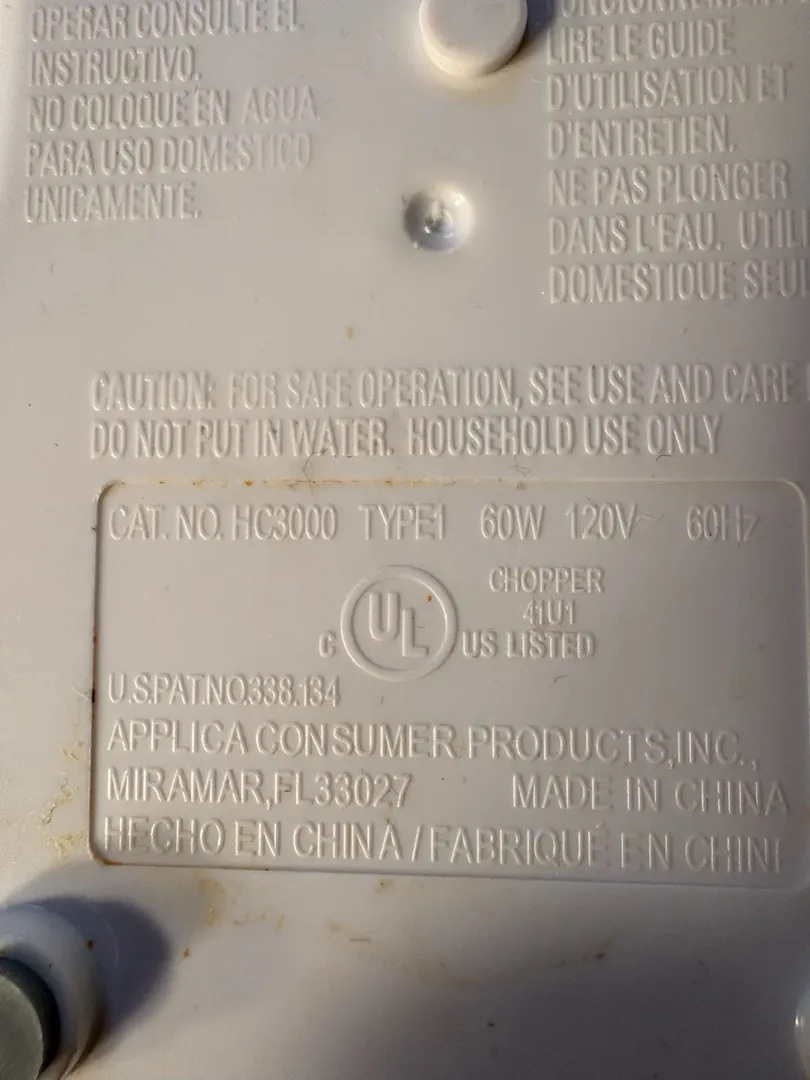 OPERAR CONSULTE EL
INSTRUCTIVO.
NO COLOQUE EN AGUA.
PARA USO DOMESTICO
UNICAMENTE.
LIRE LE GUIDE
D'UTILISATION ET
D'ENTRETIEN.
NE PAS PLONGER
DANS L'EAU. UTILI
DOMESTIQUE SEUL
CAUTION: FOR SAFE OPERATION, SEE USE AND CARE
DO NOT PUT IN WATER. HOUSEHOLD USE ONLY
CAT. NO. HC3000 TYPE1 60W 120V~ 60Hz
CHOPPER
41U1
C UL US LISTED
U.S.PAT.NO.338,134
APPLICA CONSUMER PRODUCTS,INC.,
MIRAMAR,FL33027 MADE IN CHINA
HECHO EN CHINA / FABRIQUÉ EN CHINE